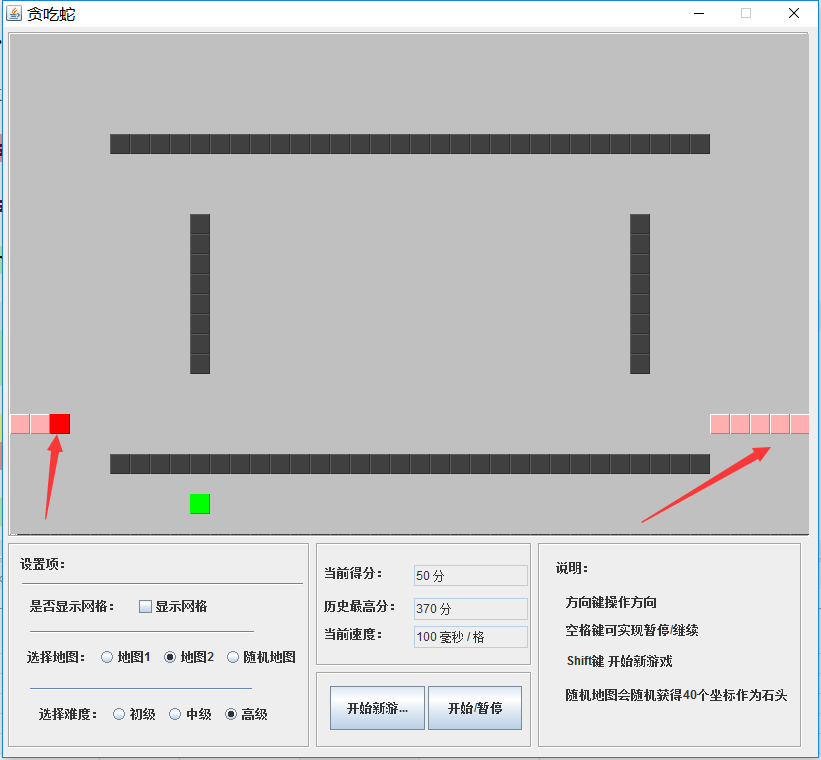 贪吃蛇
设置项:
是否显示网格: 显示网格
选择地图: 地图1 地图2 随机地图
选择难度: 初级 中级 高级
当前得分: 50 分
历史最高分: 370 分
当前速度: 100 毫秒 / 格
开始新游... 开始/暂停
说明:
方向键操作方向
空格键可实现暂停/继续
Shift键 开始新游戏
随机地图会随机获得40个坐标作为石头